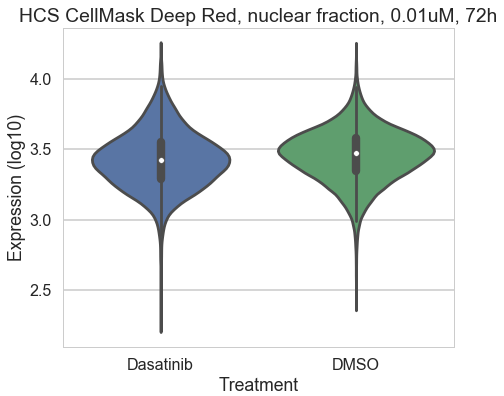 HCS CellMask Deep Red, nuclear fraction, 0.01uM, 72h
Expression (log10)
4.0
3.5
3.0
2.5
Dasatinib DMSO
Treatment